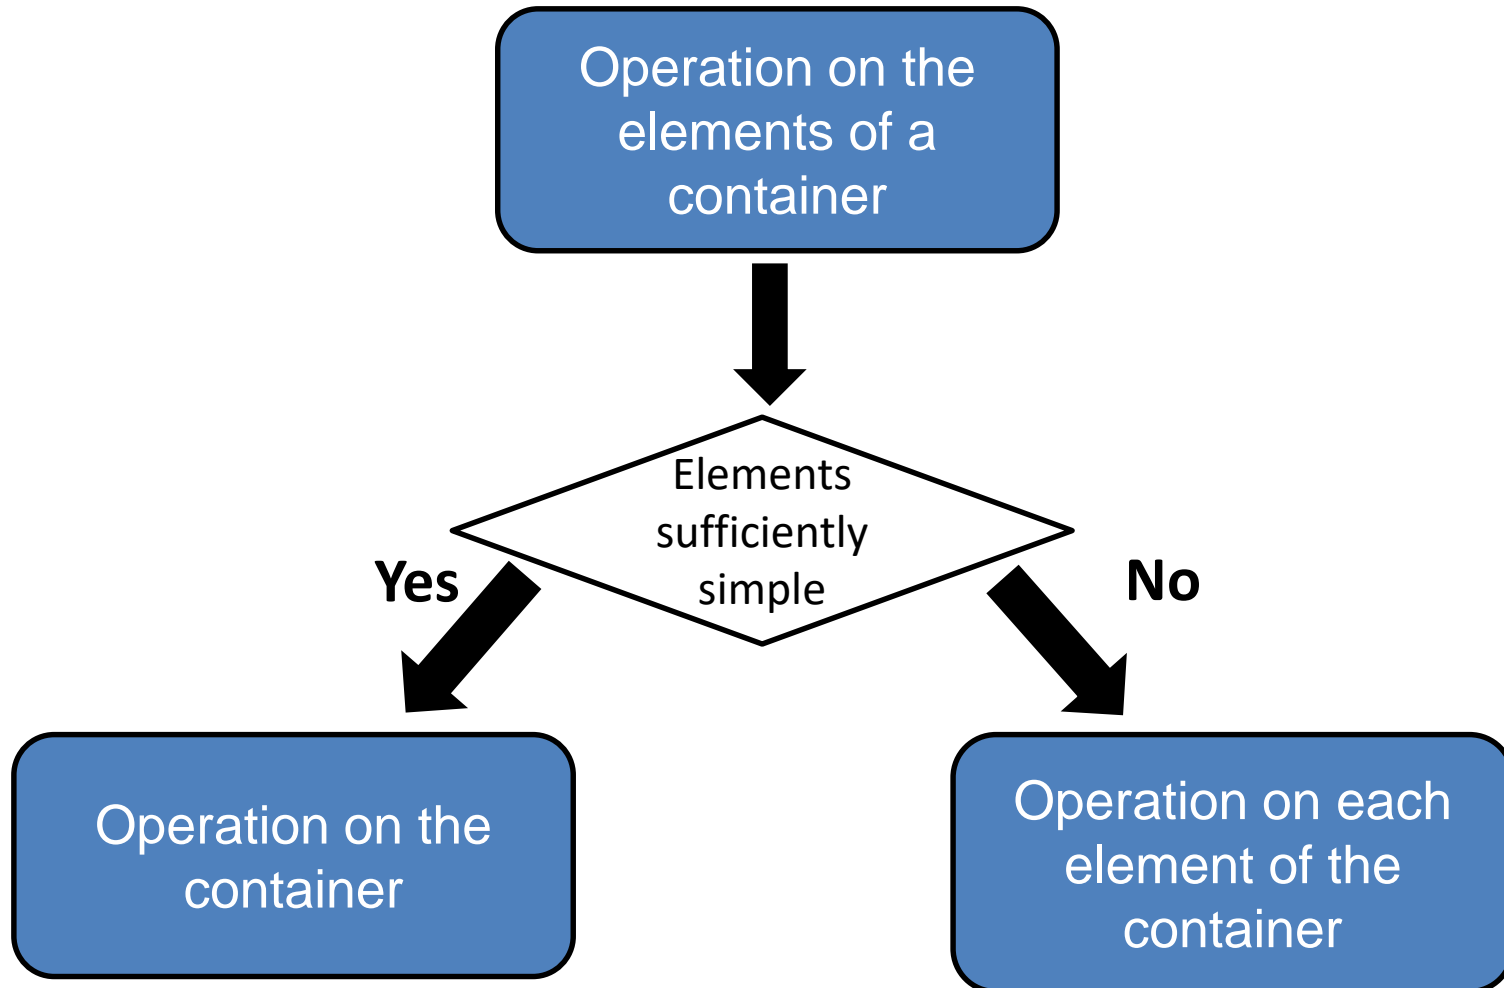 Operation on the
elements of a
container
Elements
sufficiently
simple
Yes
No
Operation on the
container
Operation on each
element of the
container